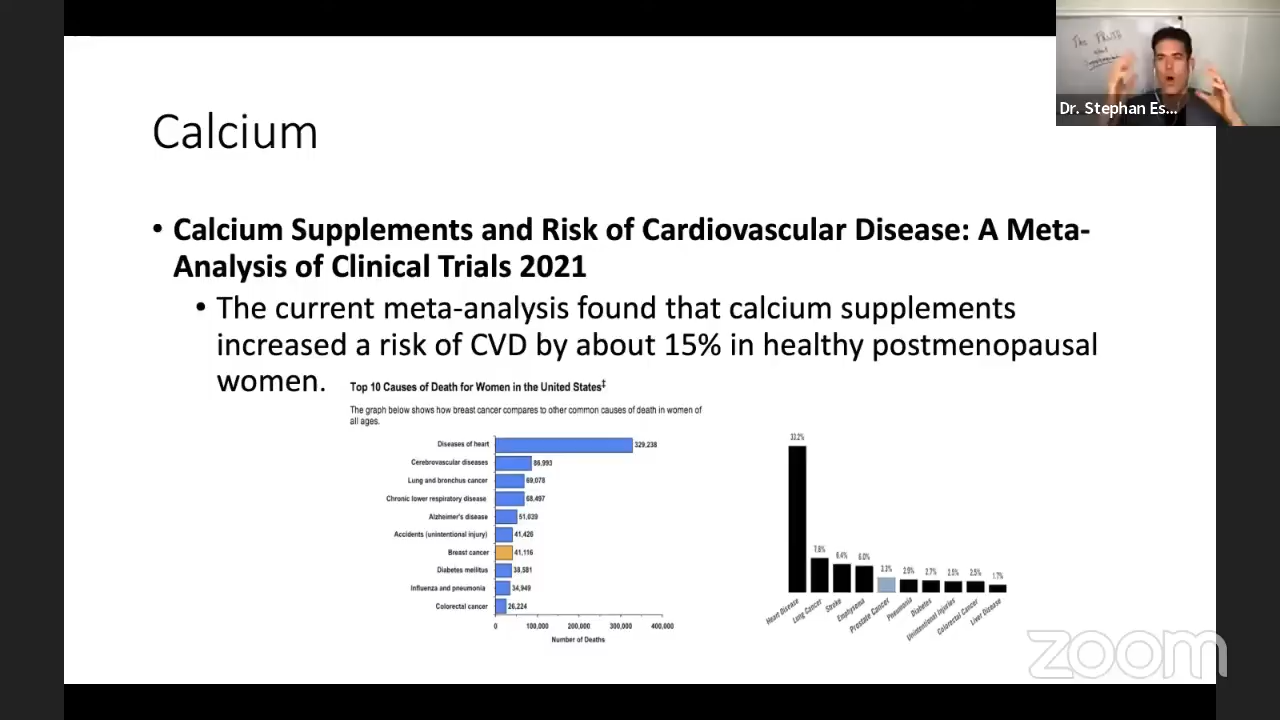 The
Dr. Stephan Es...
Calcium
• Calcium Supplements and Risk of Cardiovascular Disease: A Meta-
Analysis of Clinical Trials 2021
• The current meta-analysis found that calcium supplements
increased a risk of CVD by about 15% in healthy postmenopausal
women.
Top 10 Causes of Death for Women in the United States‡
The graph below shows how breast cancer compares to other common causes of death in women of
all ages.
Diseases of heart 329,238
Cerebrovascular diseases 86,993
Lung and bronchus cancer 69,078
Chronic lower respiratory disease 68,497
Alzheimer's disease 51,639
Accidents (unintentional injury) 41,426
Breast cancer 41,116
Diabetes mellitus 38,581
Influenza and pneumonia 34,949
Colorectal cancer 26,224
0 100,000 200,000 300,000 400,000
Number of Deaths
33.2%
7.8%
6.4%
6.0%
3.3%
2.9%
2.7%
2.5%
2.5%
1.7%
Heart Disease
Lung Cancer
Stroke
Emphysema
Prostate Cancer
Pneumonia
Diabetes
Unintentional Injuries
Colorectal Cancer
Liver Disease
zoom